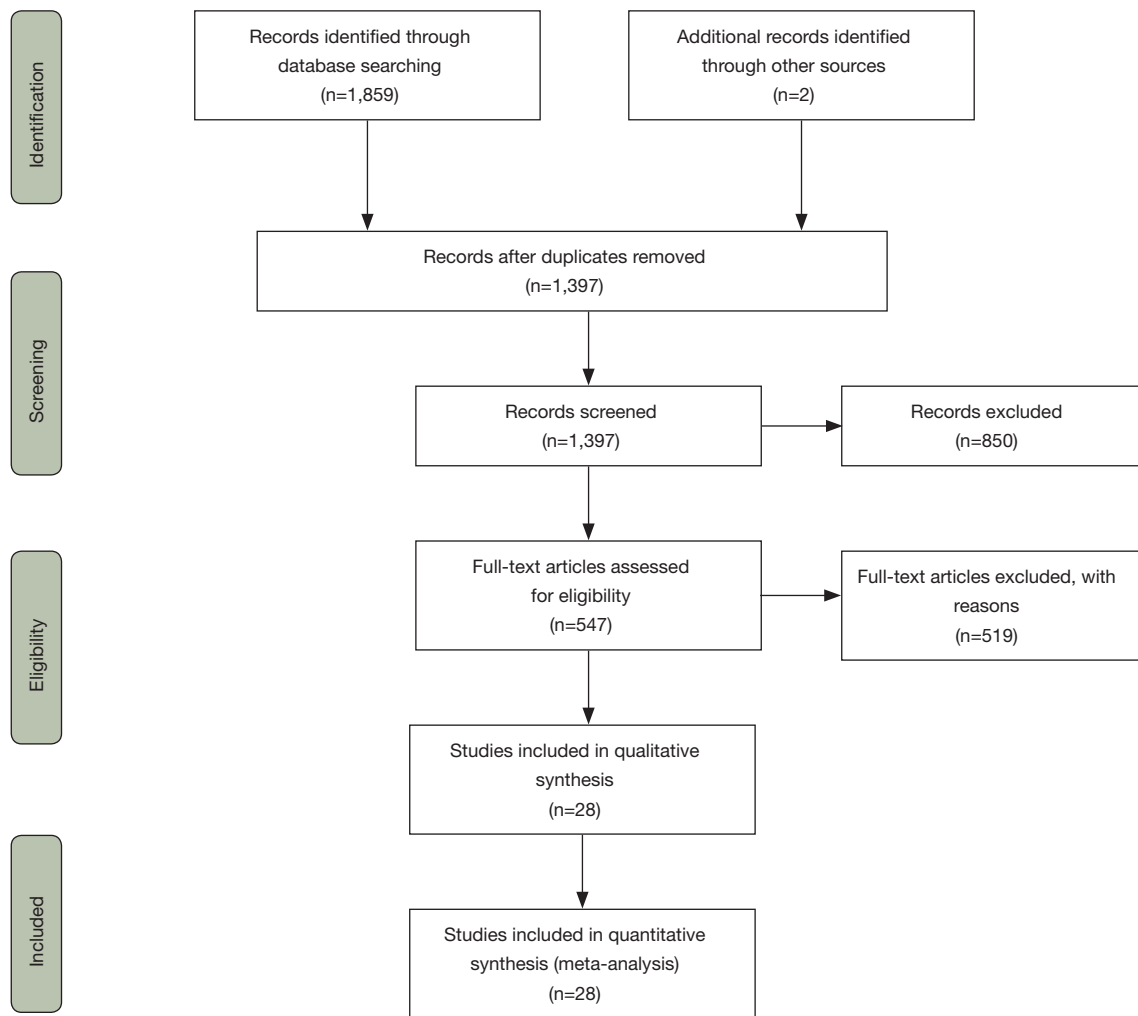 Identification
Records identified through
database searching
(n=1,859)
Additional records identified
through other sources
(n=2)
Records after duplicates removed
(n=1,397)
Screening
Records screened
(n=1,397)
Records excluded
(n=850)
Eligibility
Full-text articles assessed
for eligibility
(n=547)
Full-text articles excluded, with
reasons
(n=519)
Studies included in qualitative
synthesis
(n=28)
Included
Studies included in quantitative
synthesis (meta-analysis)
(n=28)